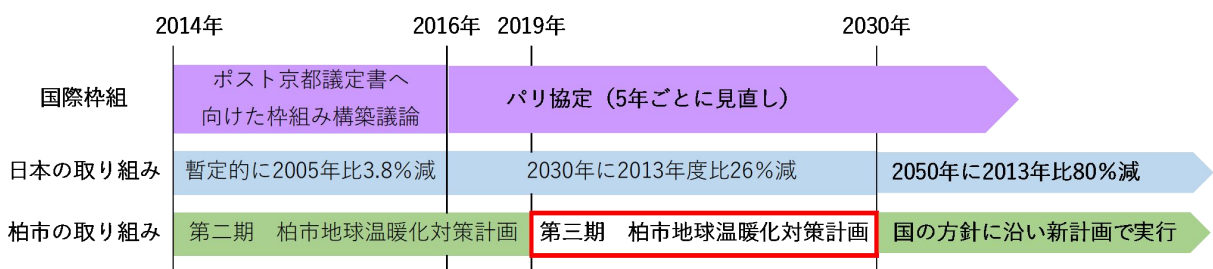 2014年
2016年
2019年
2030年
国際枠組
ポスト京都議定書へ
向けた枠組み構築議論
パリ協定（5年ごとに見直し）
日本の取り組み
暫定的に2005年比3.8％減
2030年に2013年度比26％減
2050年に2013年比80％減
柏市の取り組み
第二期　柏市地球温暖化対策計画
第三期　柏市地球温暖化対策計画
国の方針に沿い新計画で実行